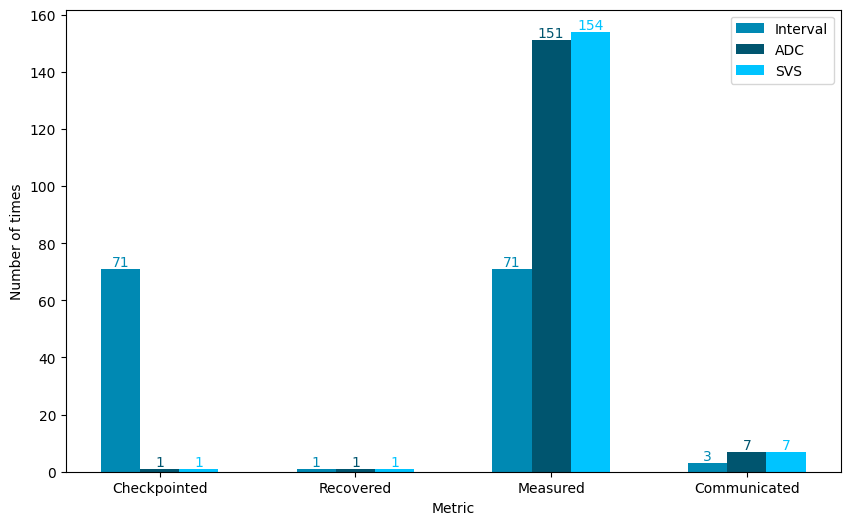 160
140
120
100
80
60
40
20
0
Number of times
Interval
ADC
SVS
71
1
1
1
1
1
71
151
154
3
7
7
Checkpointed
Recovered
Measured
Communicated
Metric